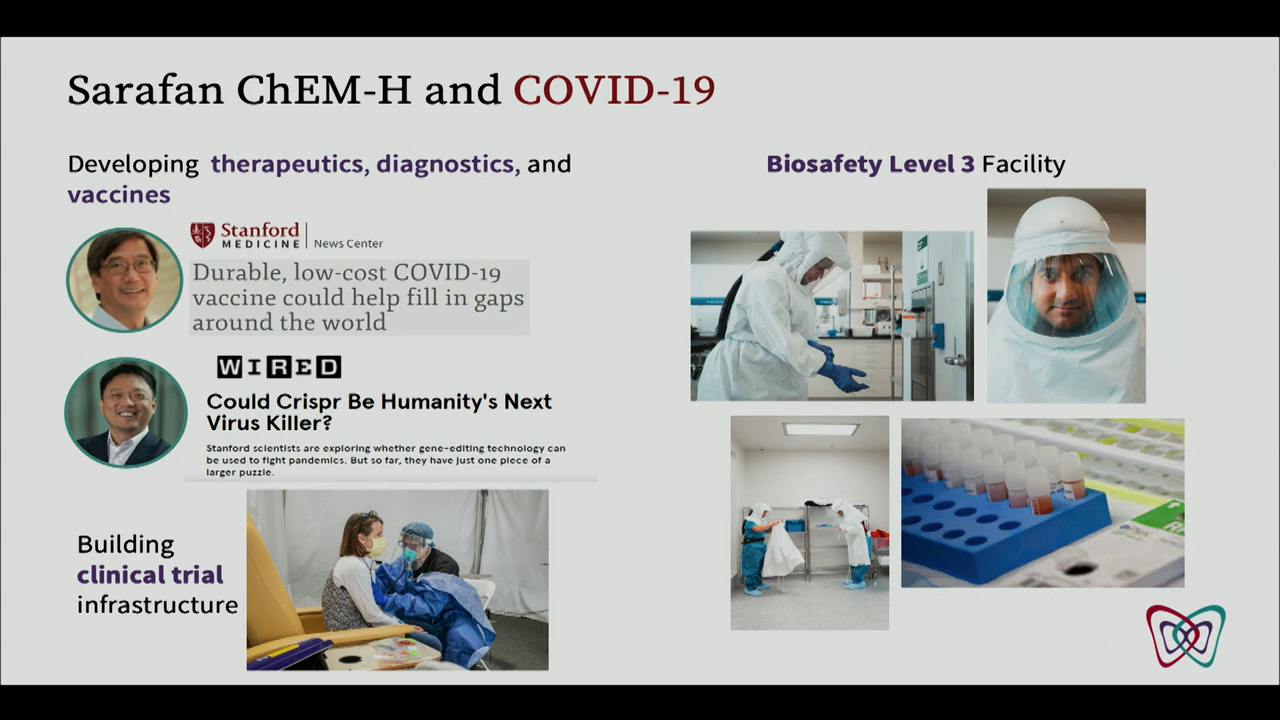 Sarafan ChEM-H and COVID-19
Developing therapeutics, diagnostics, and
vaccines
Stanford
MEDICINE | News Center
Durable, low-cost COVID-19
vaccine could help fill in gaps
around the world
WIRED
Could Crispr Be Humanity's Next
Virus Killer?
Stanford scientists are exploring whether gene-editing technology can
be used to fight pandemics. But so far, they have just one piece of a
larger puzzle.
Building
clinical trial
infrastructure
Biosafety Level 3 Facility